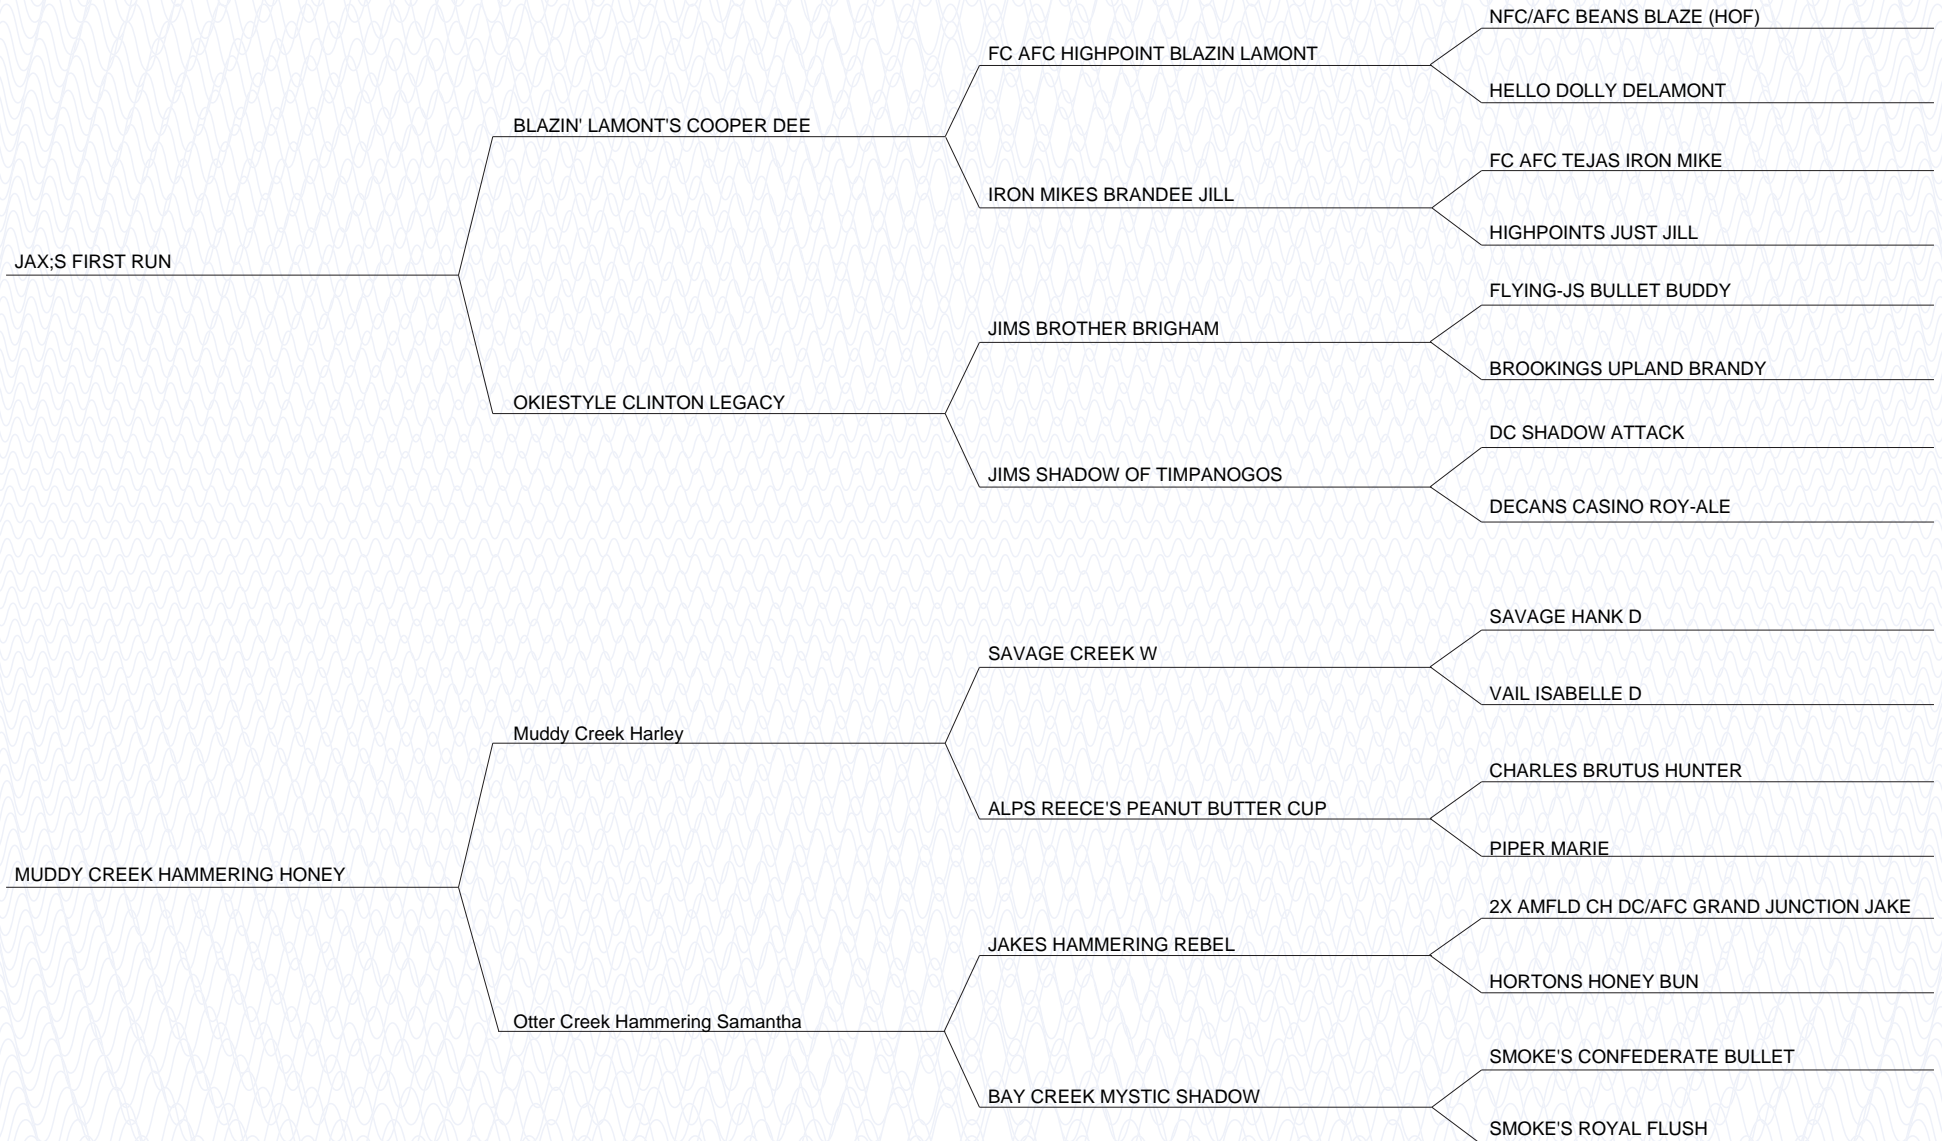 NFC/AFC BEANS BLAZE (HOF)
FC AFC HIGHPOINT BLAZIN LAMONT
HELLO DOLLY DELAMONT
BLAZIN' LAMONT'S COOPER DEE
FC AFC TEJAS IRON MIKE
IRON MIKES BRANDEE JILL
HIGHPOINTS JUST JILL
JAX;S FIRST RUN
FLYING-JS BULLET BUDDY
JIMS BROTHER BRIGHAM
BROOKINGS UPLAND BRANDY
OKIESTYLE CLINTON LEGACY
DC SHADOW ATTACK
JIMS SHADOW OF TIMPANOGOS
DECANS CASINO ROY-ALE
SAVAGE HANK D
SAVAGE CREEK W
VAIL ISABELLE D
Muddy Creek Harley
CHARLES BRUTUS HUNTER
ALPS REECE'S PEANUT BUTTER CUP
PIPER MARIE
MUDDY CREEK HAMMERING HONEY
2X AMFLD CH DC/AFC GRAND JUNCTION JAKE
JAKES HAMMERING REBEL
HORTONS HONEY BUN
Otter Creek Hammering Samantha
SMOKE'S CONFEDERATE BULLET
BAY CREEK MYSTIC SHADOW
SMOKE'S ROYAL FLUSH